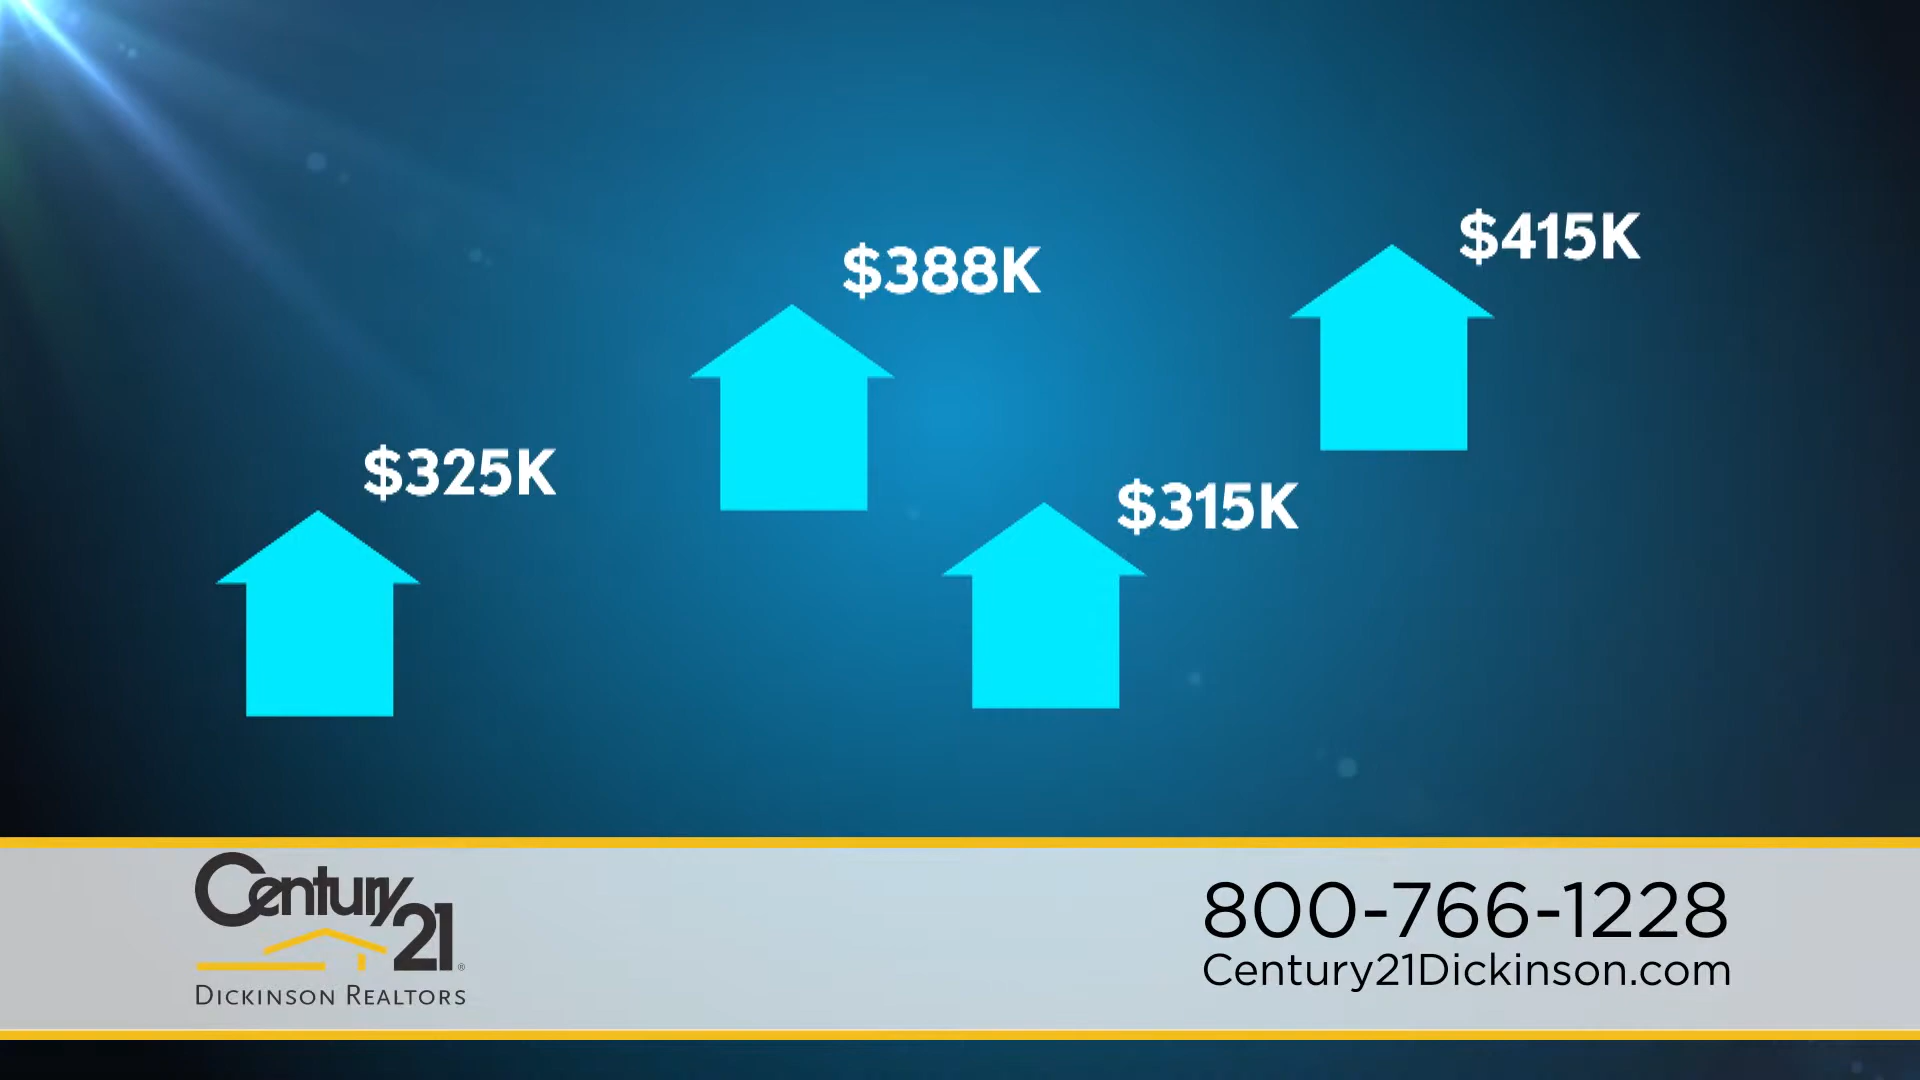 $415K
$388K
$325K
$315K
Century 21®
Dickinson Realtors
800-766-1228
Century21Dickinson.com